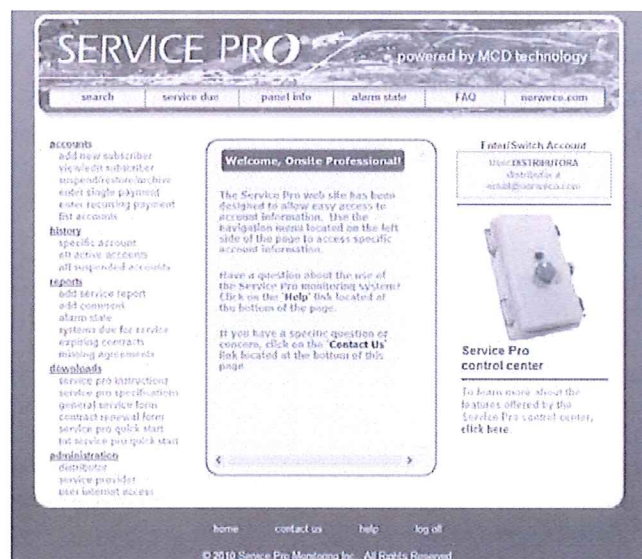 SERVICE PRO
powered by MCD technology
search service due panel info alarm state FAQ norweco.com
accounts
add new subscriber
view/edit subscriber
suspend/restore/archive
enter single payment
enter recurring payment
list accounts
history
specific account
all active accounts
all suspended accounts
reports
add service report
add comment
alarm state
systems due for service
expiring contracts
missing agreements
downloads
service pro instructions
service pro specifications
general service form
contract renewal form
service pro quick start
tnt service pro quick start
administration
distributor
service provider
user internet access
Welcome, Onsite Professional!
The Service Pro web site has been
designed to allow easy access to
account information. Use the
navigation menu located on the left
side of the page to access specific
account information.
Have a question about the use of
the Service Pro monitoring system?
Click on the 'Help' link located at
the bottom of the page.
If you have a specific question or
concern, click on the 'Contact Us'
link located at the bottom of this
page.
Enter/Switch Account
User:DISTRIBUTORA
distributor a
email@norweco.com
Service Pro
control center
To learn more about the
features offered by the
Service Pro control center,
click here.
home contact us help log off
© 2010 Service Pro Monitoring Inc. All Rights Reserved